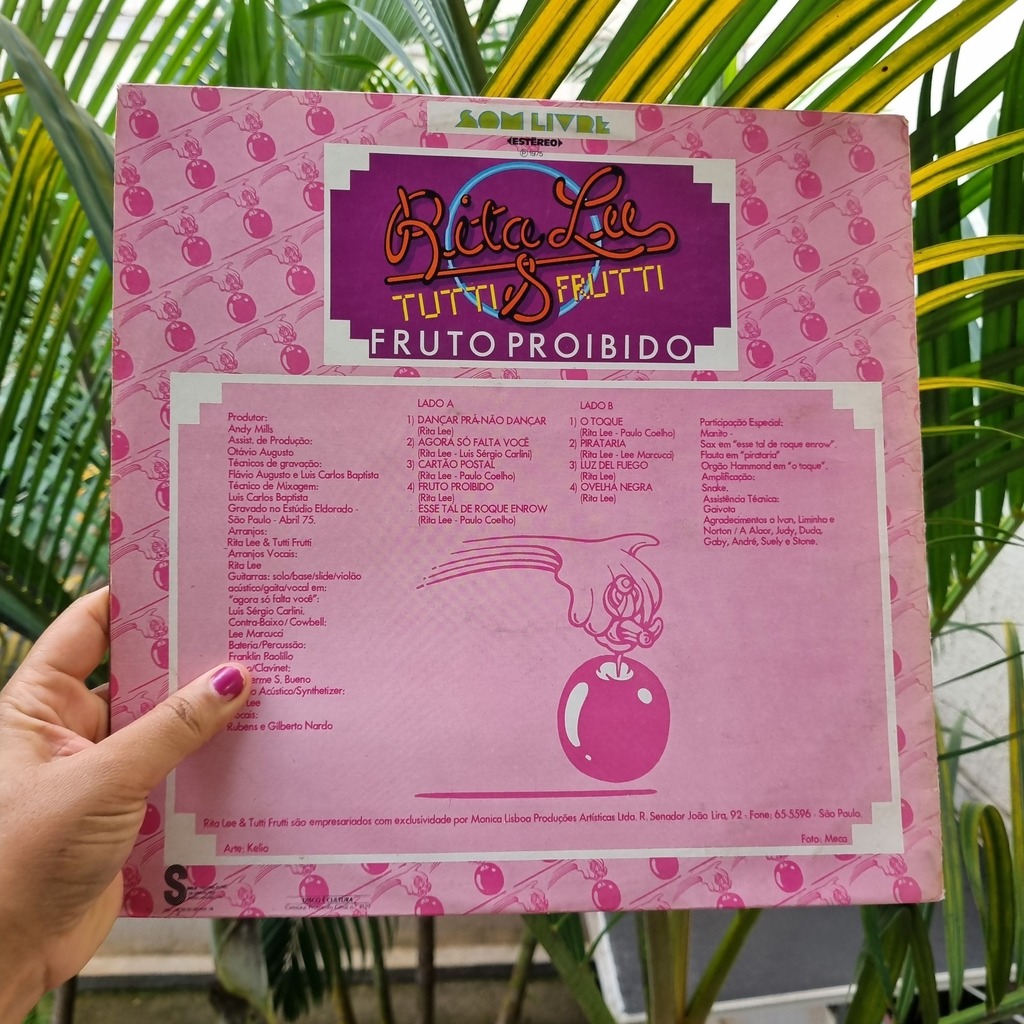 SOM LIVRE
ESTÉREO
Ⓟ 1975
Rita Lee
& TUTTI FRUTTI
FRUTO PROIBIDO
Produtor:
Andy Mills
Assist. de Produção:
Otávio Augusto
Técnicos de gravação:
Flávio Augusto e Luis Carlos Baptista
Técnico de Mixagem:
Luis Carlos Baptista
Gravado no Estúdio Eldorado -
São Paulo - Abril 75.
Arranjos:
Rita Lee & Tutti Frutti
Arranjos Vocais:
Rita Lee
Guitarras: solo/base/slide/violão
acústico/gaita/vocal em:
"agora só falta você":
Luis Sérgio Carlini.
Contra-Baixo/Cowbell:
Lee Marcucci
Bateria/Percussão:
Franklin Paolillo
/Clavinet:
S. Bueno
Acústico/Synthetizer:
Lee
Rubens e Gilberto Nardo
LADO A
1) DANÇAR PRÁ NÃO DANÇAR
(Rita Lee)
2) AGORA SÓ FALTA VOCÊ
(Rita Lee - Luis Sérgio Carlini)
3) CARTÃO POSTAL
(Rita Lee - Paulo Coelho)
4) FRUTO PROIBIDO
(Rita Lee)
ESSE TAL DE ROQUE ENROW
(Rita Lee - Paulo Coelho)
LADO B
1) O TOQUE
(Rita Lee - Paulo Coelho)
2) PIRATARIA
(Rita Lee - Lee Marcucci)
3) LUZ DEL FUEGO
(Rita Lee)
4) OVELHA NEGRA
(Rita Lee)
Participação Especial:
Manito -
Sax em "esse tal de roque enrow".
Flauta em "pirataria"
Orgão Hammond em "o toque".
Amplificação:
Snake.
Assistência Técnica:
Gaivota
Agradecimentos a Ivan, Liminha e
Norton / A Alaor, Judy, Duda,
Gaby, André, Suely e Stone.
Rita Lee & Tutti Frutti são empresariados com exclusividade por Monica Lisboa Produções Artísticas Ltda. R. Senador João Lira, 92 - Fone: 65-5596 - São Paulo.
Arte: Kelio
Foto: Meca
S
DISCO É CULTURA